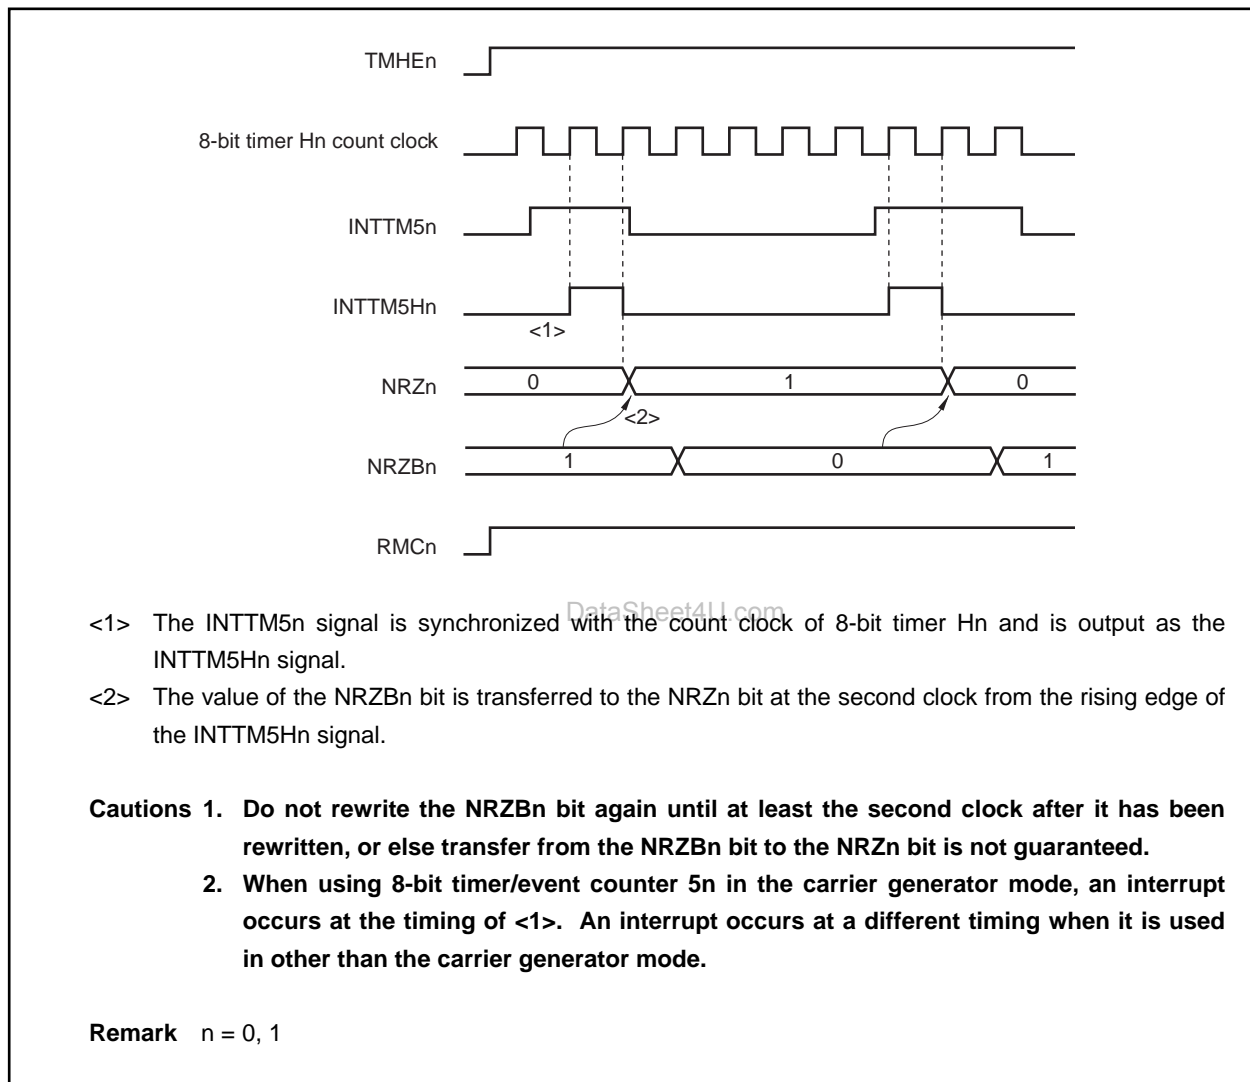 TMHEn
8-bit timer Hn count clock
INTTM5n
INTTM5Hn
<1>
NRZn
0
1
0
<2>
NRZBn
1
0
1
RMCn
DataSheet4U.com
<1> The INTTM5n signal is synchronized with the count clock of 8-bit timer Hn and is output as the
INTTM5Hn signal.
<2> The value of the NRZBn bit is transferred to the NRZn bit at the second clock from the rising edge of
the INTTM5Hn signal.
Cautions 1. Do not rewrite the NRZBn bit again until at least the second clock after it has been
rewritten, or else transfer from the NRZBn bit to the NRZn bit is not guaranteed.
2. When using 8-bit timer/event counter 5n in the carrier generator mode, an interrupt
occurs at the timing of <1>. An interrupt occurs at a different timing when it is used
in other than the carrier generator mode.
Remark n = 0, 1